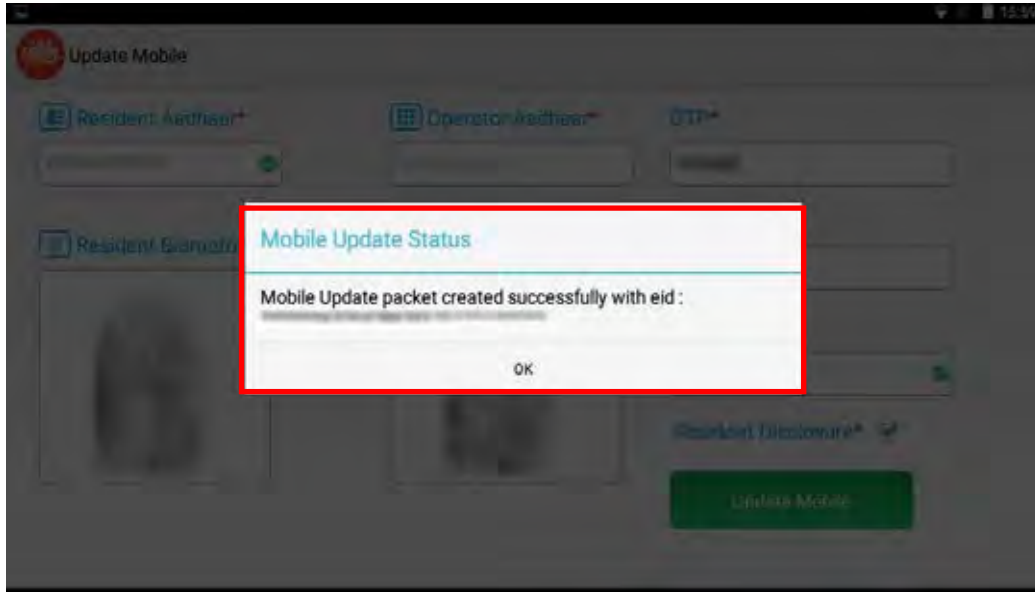 Update Mobile
Resident Aadhaar*
Operator Aadhaar*
OTP*
Resident
Mobile Update Status
Mobile Update packet created successfully with eid :
OK
Resident Disclosure*
Update Mobile